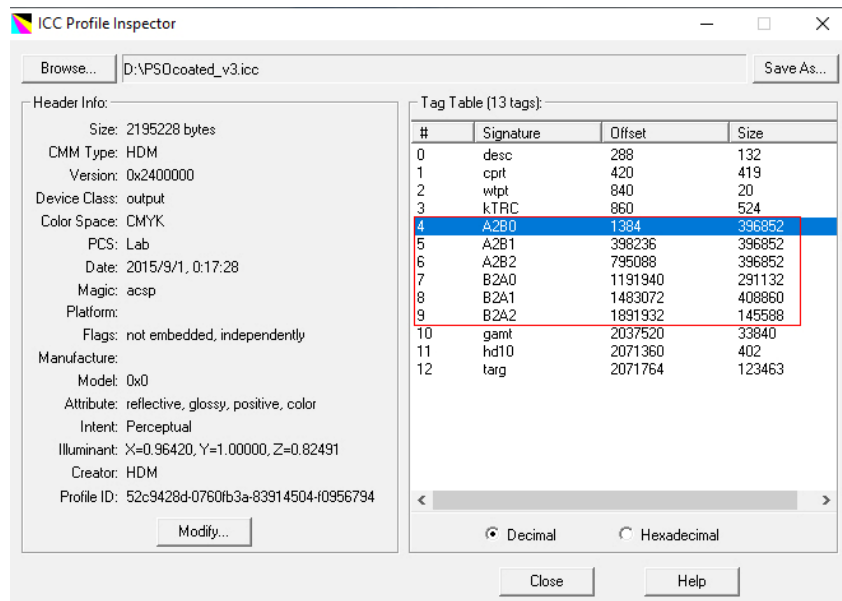 ICC Profile Inspector
Browse... D:\PSOcoated_v3.icc Save As...
Header Info:
Size: 2195228 bytes
CMM Type: HDM
Version: 0x2400000
Device Class: output
Color Space: CMYK
PCS: Lab
Date: 2015/9/1, 0:17:28
Magic: acsp
Platform:
Flags: not embedded, independently
Manufacture:
Model: 0x0
Attribute: reflective, glossy, positive, color
Intent: Perceptual
Illuminant: X=0.96420, Y=1.00000, Z=0.82491
Creator: HDM
Profile ID: 52c9428d-0760fb3a-83914504-f0956794
Modify...
Tag Table (13 tags):
# Signature Offset Size
0 desc 288 132
1 cprt 420 419
2 wtpt 840 20
3 kTRC 860 524
4 A2B0 1384 396852
5 A2B1 398236 396852
6 A2B2 795088 396852
7 B2A0 1191940 291132
8 B2A1 1483072 408860
9 B2A2 1891932 145588
10 gamt 2037520 33840
11 hd10 2071360 402
12 targ 2071764 123463
Decimal Hexadecimal
Close Help